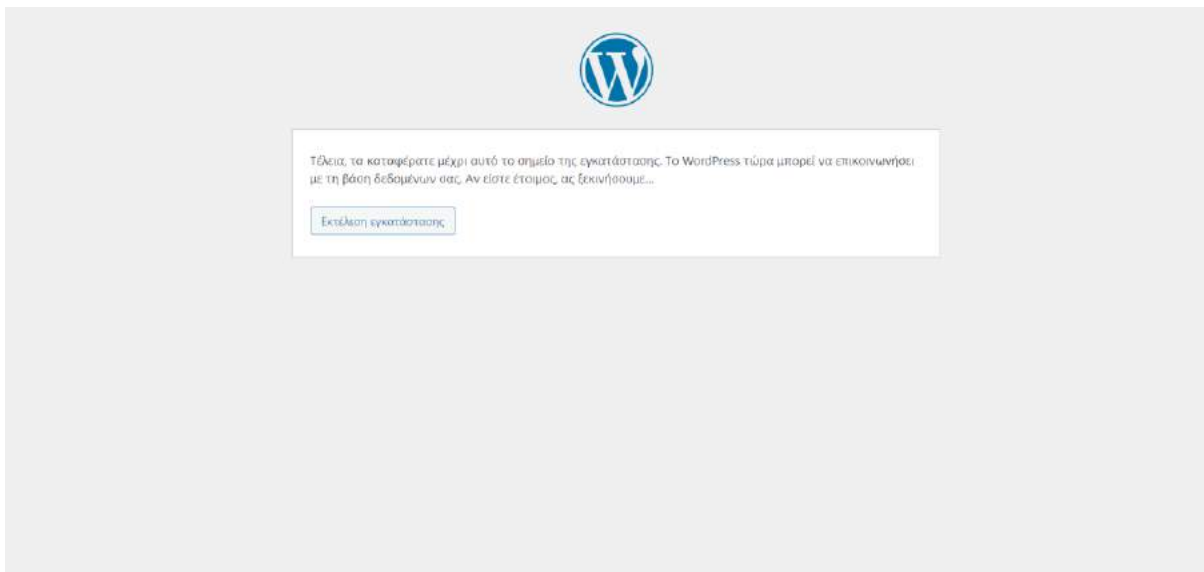 Τέλεια, τα καταφέρατε μέχρι αυτό το σημείο της εγκατάστασης. Το WordPress τώρα μπορεί να επικοινωνήσει
με τη βάση δεδομένων σας. Αν είστε έτοιμος, ας ξεκινήσουμε...
Εκτέλεση εγκατάστασης